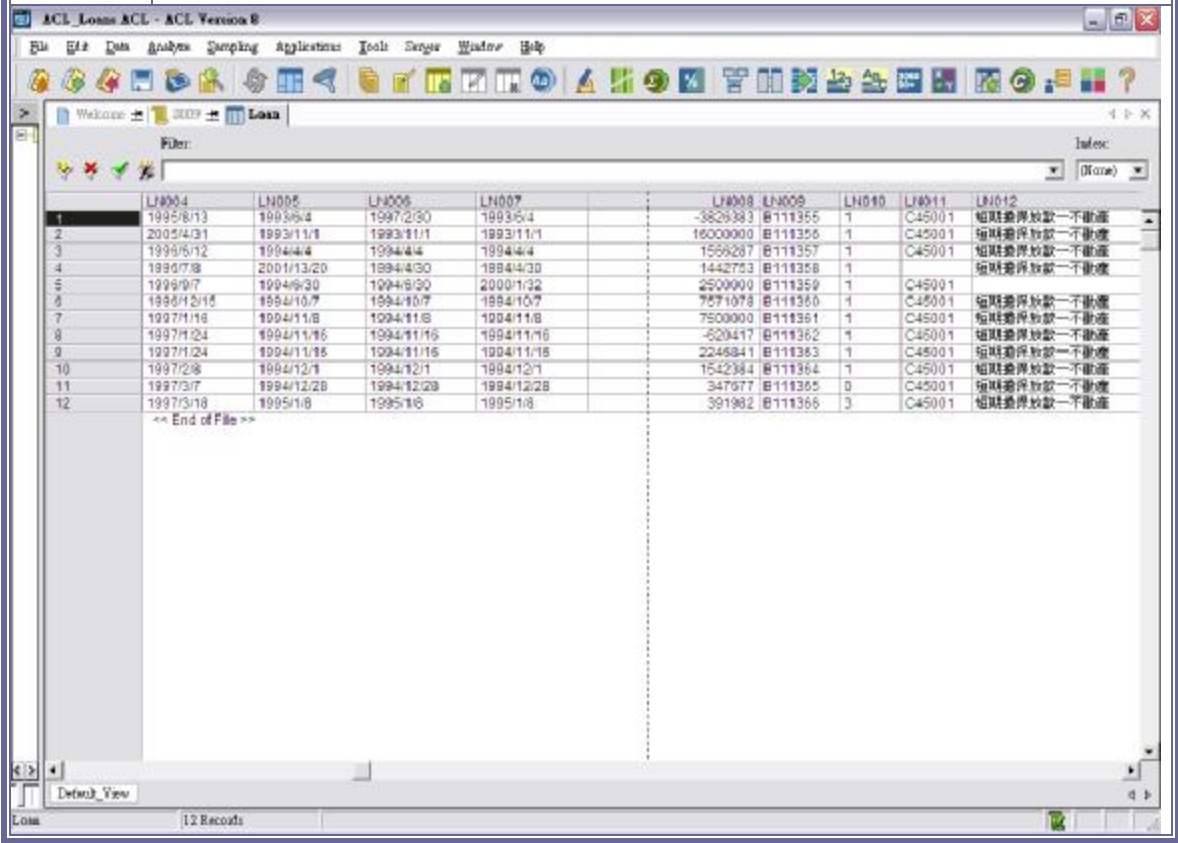 ACL_Loans.ACL - ACL Version 8
File Edit Data Analyze Sampling Applications Tools Server Window Help
Welcome 2009 Loan
Filter: Index:
(None)
LN004 LN005 LN006 LN007 LN008 LN009 LN010 LN011 LN012
1 1995/8/13 1993/6/4 1997/2/30 1993/6/4 -3826383 B111355 1 C45001 短期擔保放款一不動產
2 2005/4/31 1993/11/1 1993/11/1 1993/11/1 16000000 B111356 1 C45001 短期擔保放款一不動產
3 1996/6/12 1994/4/4 1994/4/4 1994/4/4 1556287 B111357 1 C45001 短期擔保放款一不動產
4 1996/7/8 2001/13/20 1994/4/30 1994/4/30 1442753 B111358 1 短期擔保放款一不動產
5 1996/9/7 1994/6/30 1994/6/30 2000/1/32 2500000 B111359 1 C45001
6 1996/12/15 1994/10/7 1994/10/7 1994/10/7 7571078 B111360 1 C45001 短期擔保放款一不動產
7 1997/1/16 1994/11/8 1994/11/8 1994/11/8 7500000 B111361 1 C45001 短期擔保放款一不動產
8 1997/1/24 1994/11/16 1994/11/16 1994/11/16 -620417 B111362 1 C45001 短期擔保放款一不動產
9 1997/1/24 1994/11/16 1994/11/16 1994/11/16 2246841 B111363 1 C45001 短期擔保放款一不動產
10 1997/2/8 1994/12/1 1994/12/1 1994/12/1 1542384 B111364 1 C45001 短期擔保放款一不動產
11 1997/3/7 1994/12/28 1994/12/28 1994/12/28 347677 B111365 0 C45001 短期擔保放款一不動產
12 1997/3/18 1995/1/8 1995/1/8 1995/1/8 391982 B111366 3 C45001 短期擔保放款一不動產
<< End of File >>
Default_View
Loan 12 Records